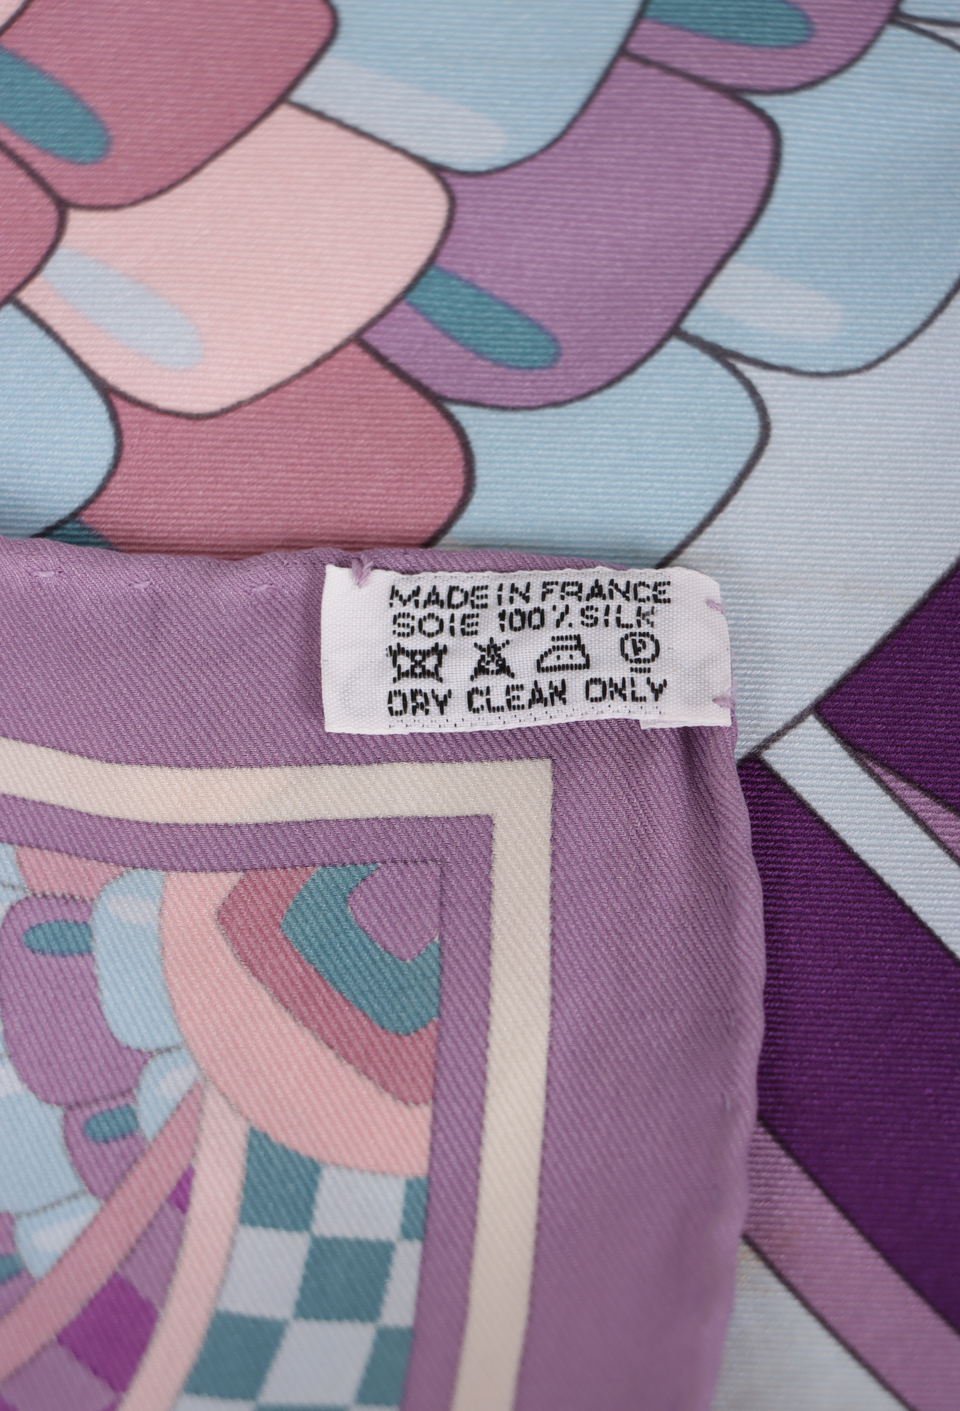 MADE IN FRANCE
SOIE 100% SILK
P
DRY CLEAN ONLY